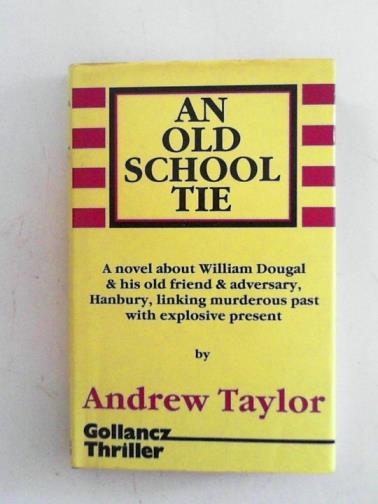 AN
OLD
SCHOOL
TIE
A novel about William Dougal
& his old friend & adversary,
Hanbury, linking murderous past
with explosive present
by
Andrew Taylor
Gollancz
Thriller